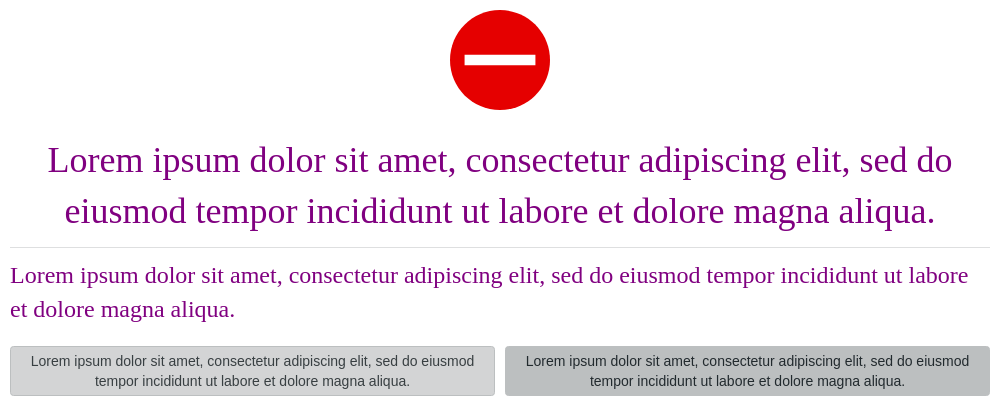 Lorem ipsum dolor sit amet, consectetur adipiscing elit, sed do
eiusmod tempor incididunt ut labore et dolore magna aliqua.
Lorem ipsum dolor sit amet, consectetur adipiscing elit, sed do eiusmod tempor incididunt ut labore
et dolore magna aliqua.
Lorem ipsum dolor sit amet, consectetur adipiscing elit, sed do eiusmod
tempor incididunt ut labore et dolore magna aliqua.
Lorem ipsum dolor sit amet, consectetur adipiscing elit, sed do eiusmod
tempor incididunt ut labore et dolore magna aliqua.